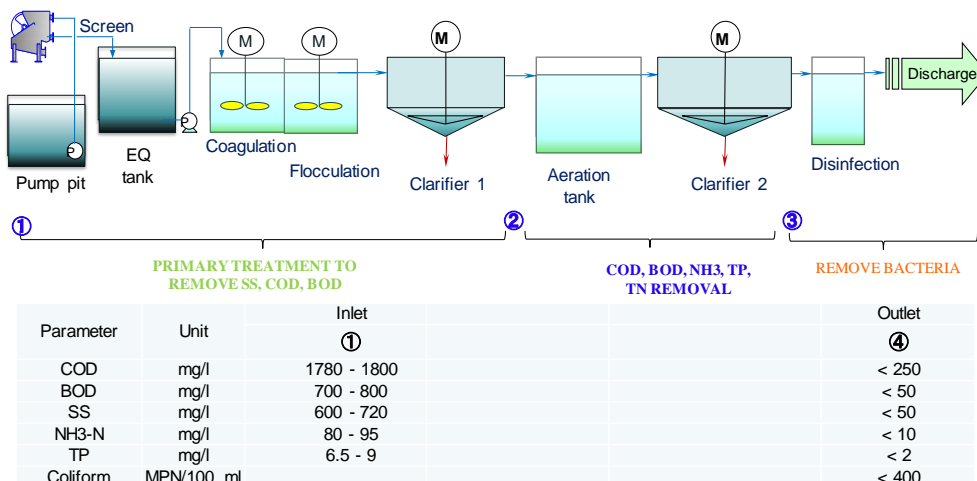 Screen
M
M
M
M
Discharge
Coagulation
Flocculation
EQ
tank
Pump pit
Clarifier 1
Aeration
tank
Clarifier 2
Disinfection
①
②
③
PRIMARY TREATMENT TO
REMOVE SS, COD, BOD
COD, BOD, NH3, TP,
TN REMOVAL
REMOVE BACTERIA
Parameter Unit Inlet Outlet
① ④
COD mg/l 1780 - 1800 < 250
BOD mg/l 700 - 800 < 50
SS mg/l 600 - 720 < 50
NH3-N mg/l 80 - 95 < 10
TP mg/l 6.5 - 9 < 2
Coliform MPN/100 ml < 400